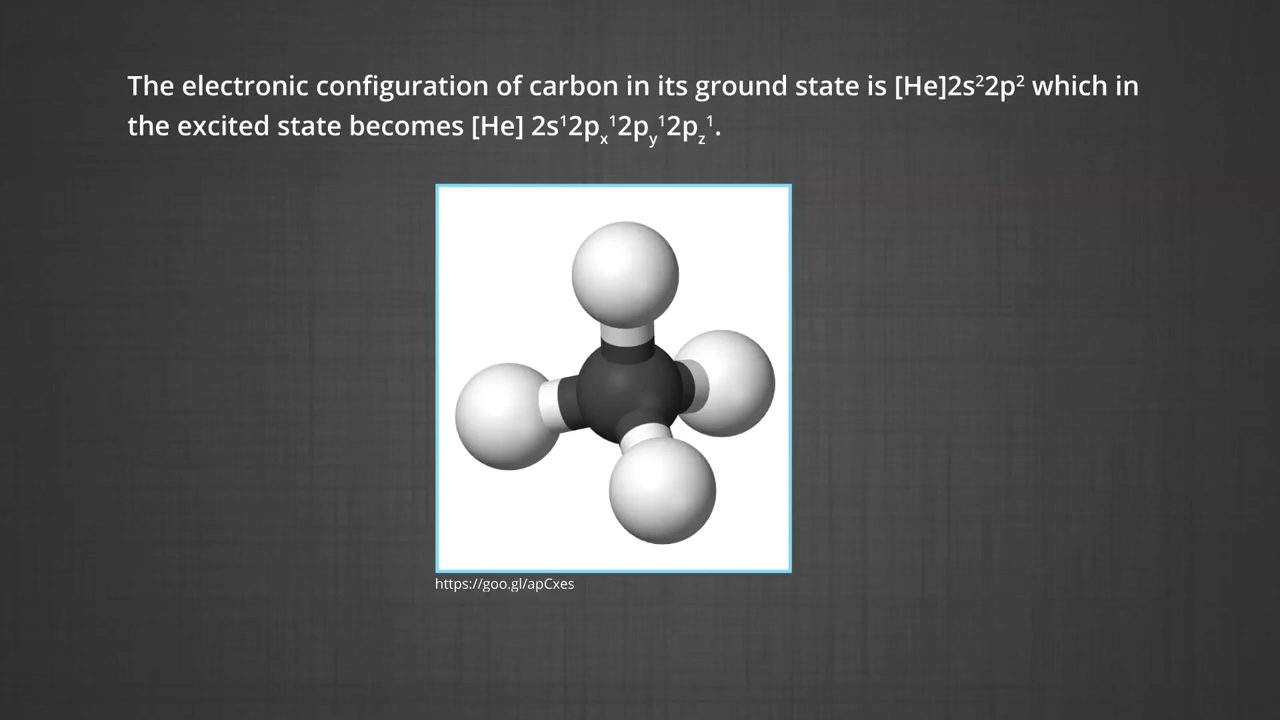 The electronic configuration of carbon in its ground state is [He]2s²2p² which in
the excited state becomes [He] 2s¹2pₓ¹2p_y¹2p_z¹.
https://goo.gl/apCxes